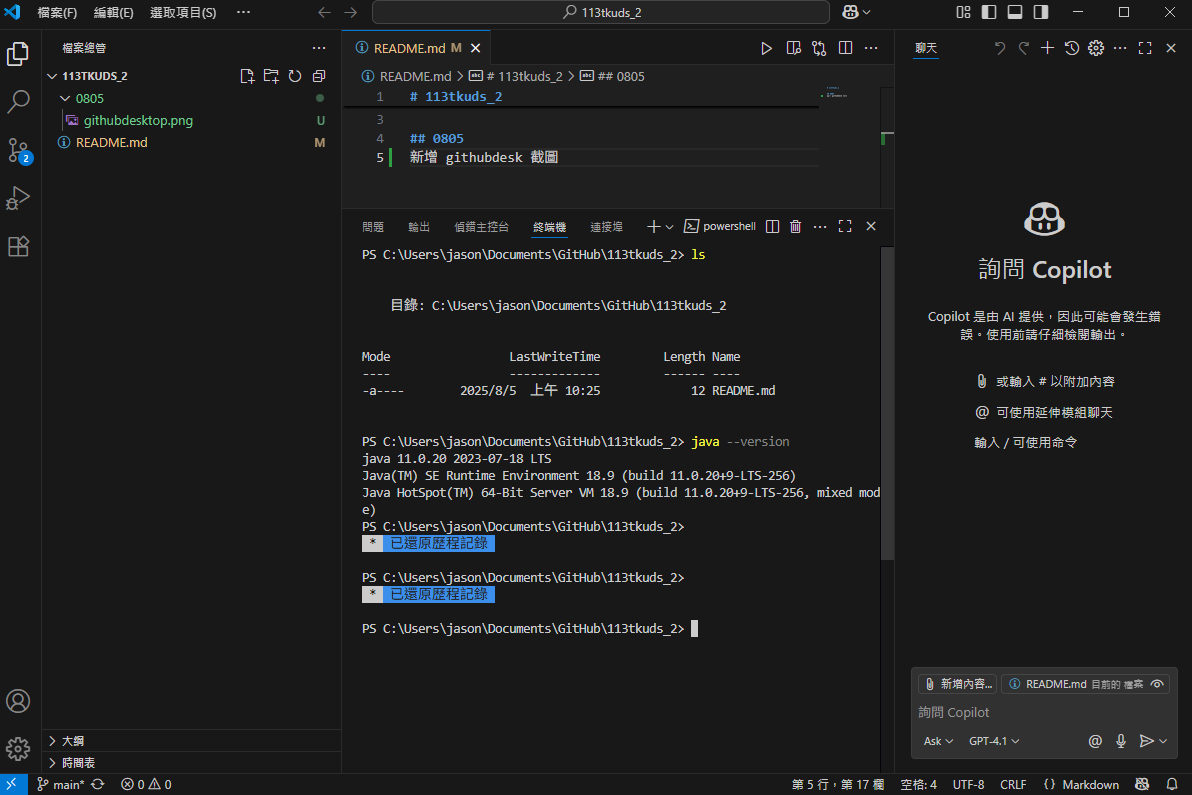 檔案(F) 編輯(E) 選取項目(S) ··· 113tkuds_2
檔案總管 ···
113TKUDS_2
0805
githubdesktop.png U
README.md M
大綱
時間表
README.md M
README.md > # 113tkuds_2 > ## 0805
1 # 113tkuds_2
3
4 ## 0805
5 新增 githubdesk 截圖
問題 輸出 偵錯主控台 終端機 連接埠 powershell ···
PS C:\Users\jason\Documents\GitHub\113tkuds_2> ls
目錄: C:\Users\jason\Documents\GitHub\113tkuds_2
Mode LastWriteTime Length Name
---- ------------- ------ ----
-a---- 2025/8/5 上午 10:25 12 README.md
PS C:\Users\jason\Documents\GitHub\113tkuds_2> java --version
java 11.0.20 2023-07-18 LTS
Java(TM) SE Runtime Environment 18.9 (build 11.0.20+9-LTS-256)
Java HotSpot(TM) 64-Bit Server VM 18.9 (build 11.0.20+9-LTS-256, mixed mod
e)
PS C:\Users\jason\Documents\GitHub\113tkuds_2>
* 已還原歷程記錄
PS C:\Users\jason\Documents\GitHub\113tkuds_2>
* 已還原歷程記錄
PS C:\Users\jason\Documents\GitHub\113tkuds_2>
聊天
詢問 Copilot
Copilot 是由 AI 提供，因此可能會發生錯
誤。使用前請仔細檢閱輸出。
或輸入 # 以附加內容
@ 可使用延伸模組聊天
輸入 / 可使用命令
新增內容... README.md 目前的 檔案
詢問 Copilot
Ask GPT-4.1 @
main* 0 0 第 5 行，第 17 欄 空格: 4 UTF-8 CRLF {} Markdown
2